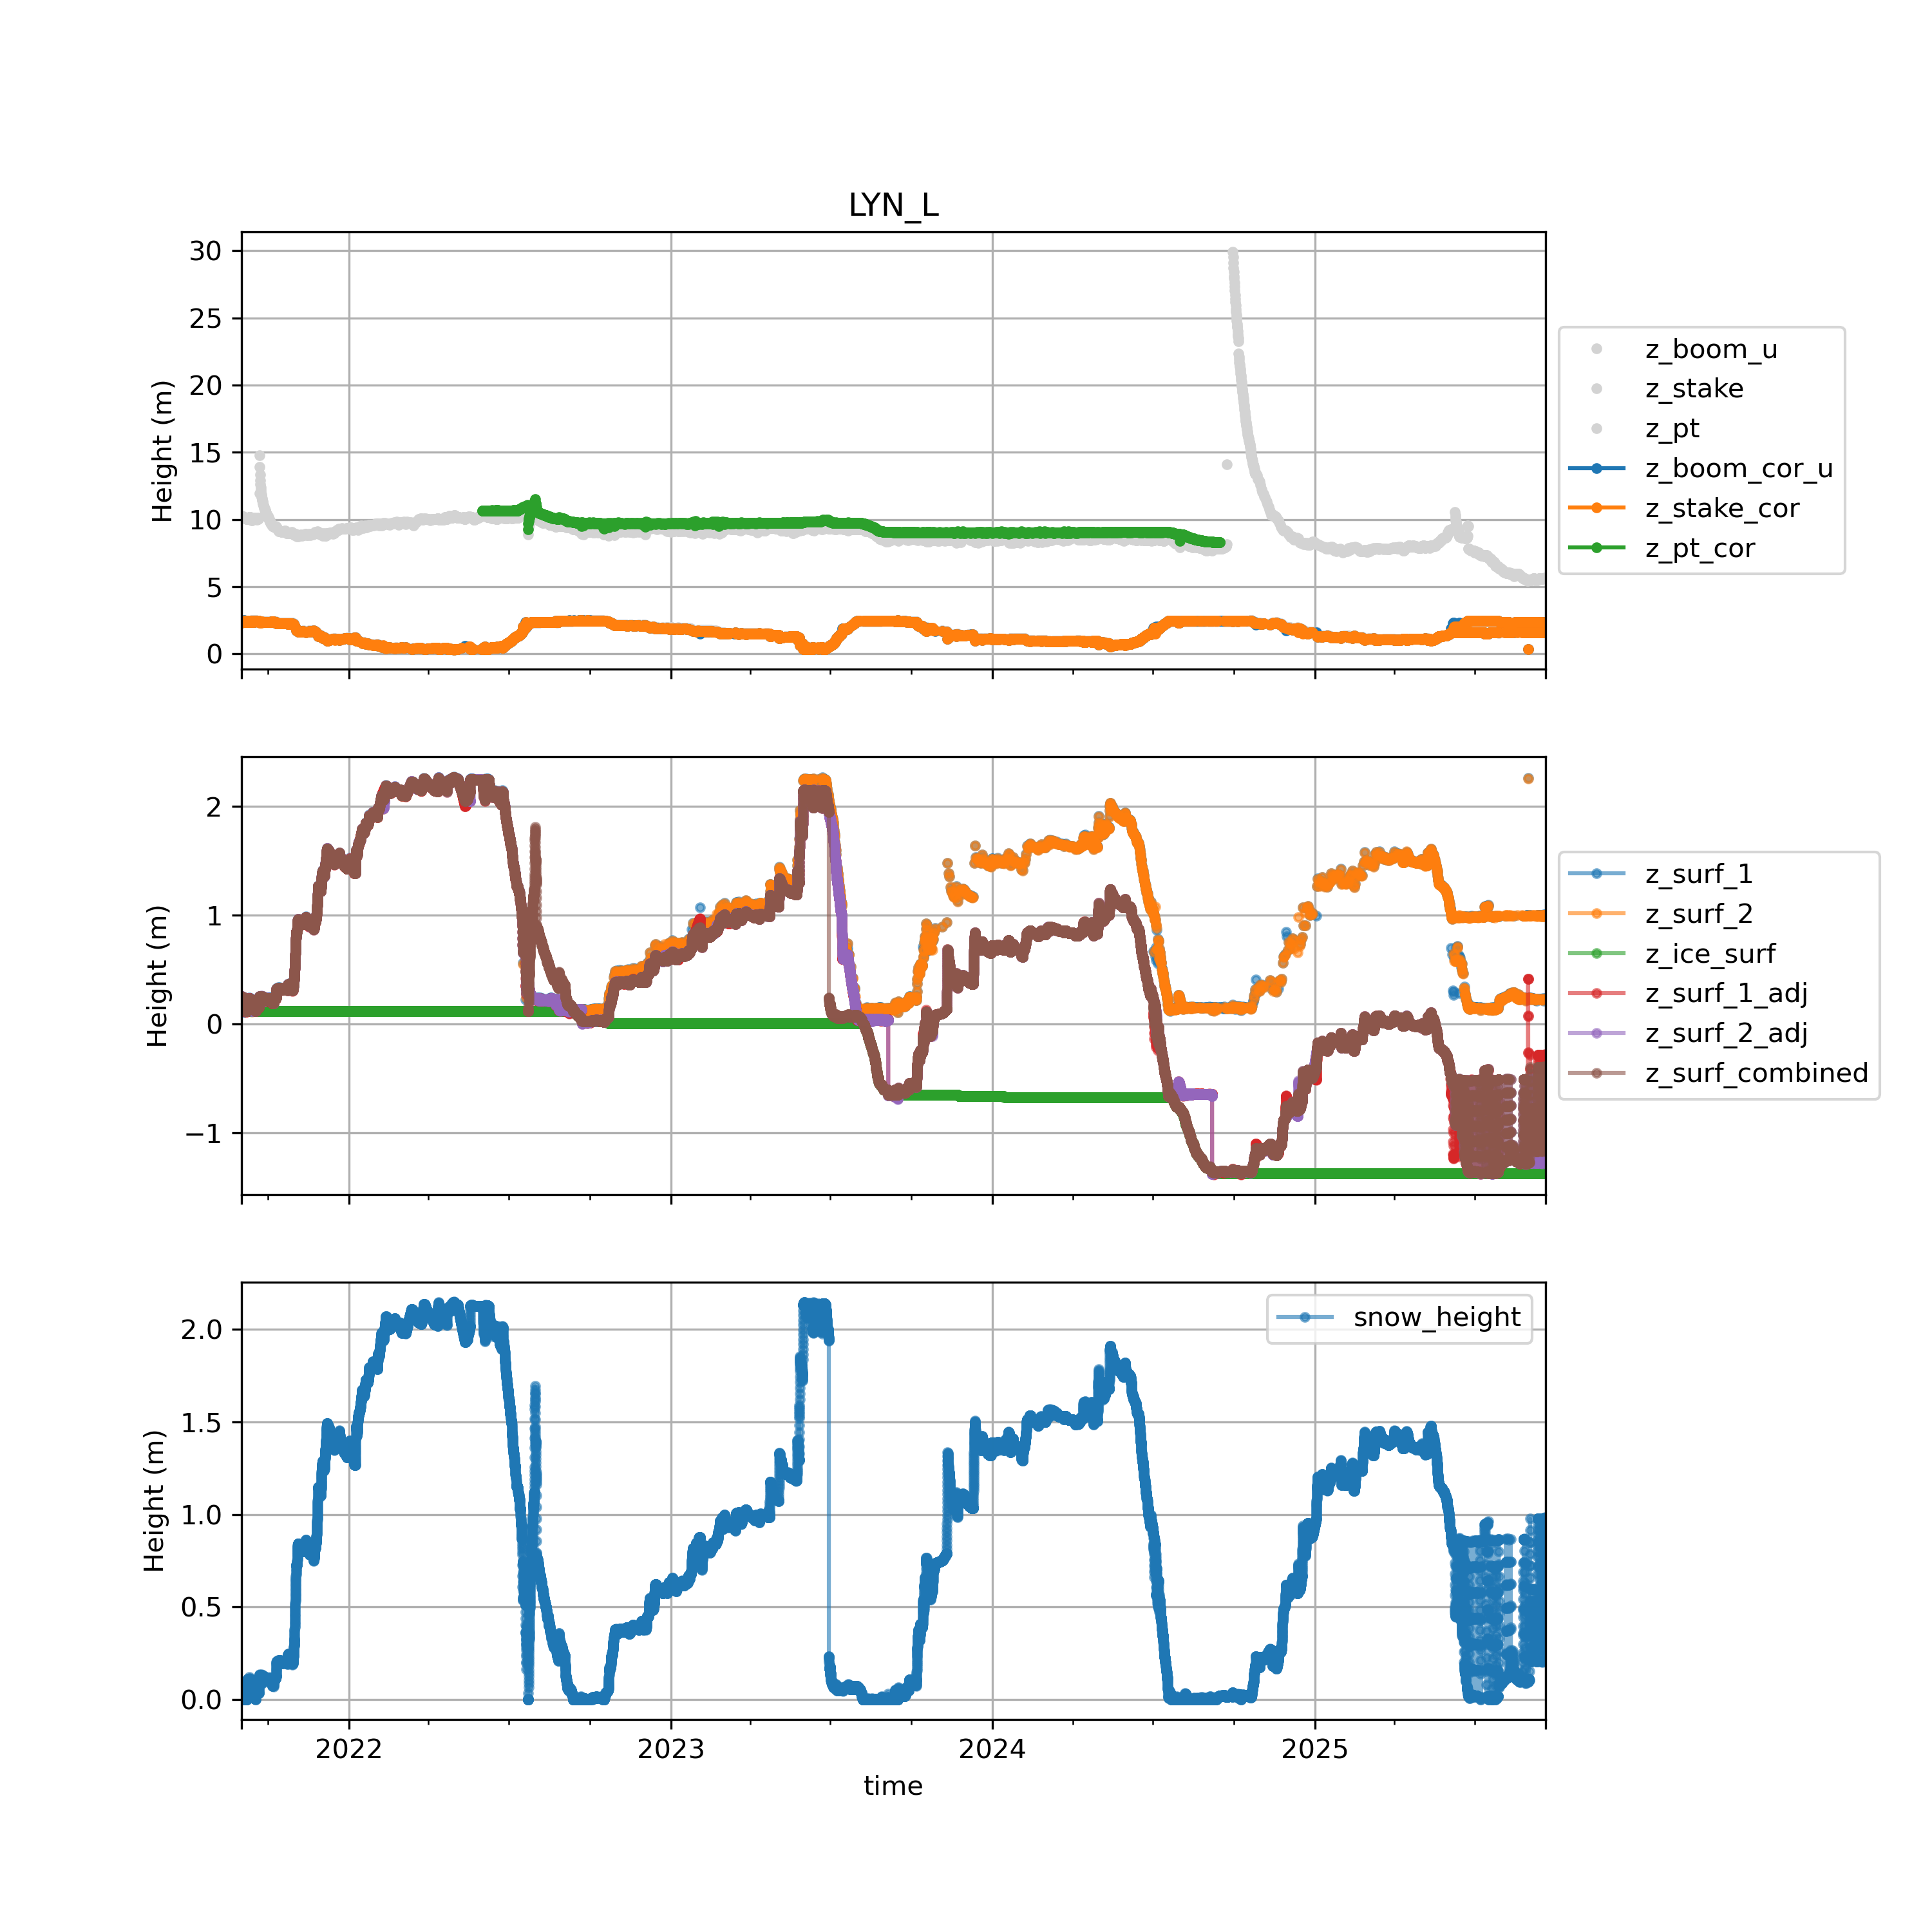 LYN_L
30
25
20
15
10
5
0
Height (m)
z_boom_u
z_stake
z_pt
z_boom_cor_u
z_stake_cor
z_pt_cor
2
1
0
−1
Height (m)
z_surf_1
z_surf_2
z_ice_surf
z_surf_1_adj
z_surf_2_adj
z_surf_combined
2.0
1.5
1.0
0.5
0.0
Height (m)
snow_height
2022 2023 2024 2025
time